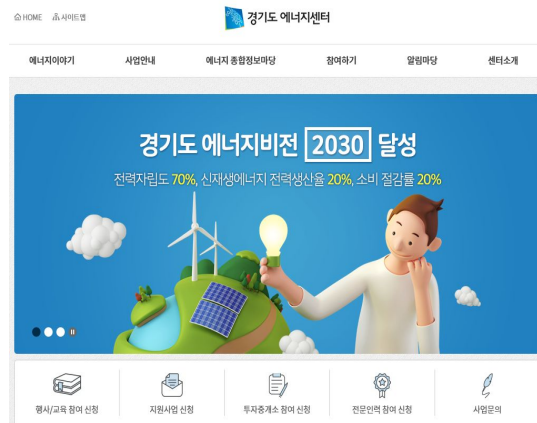 HOME 사이트맵
경기도 에너지센터
에너지이야기 사업안내 에너지 종합정보마당 참여하기 알림마당 센터소개
경기도 에너지비전 2030 달성
전력자립도 70%, 신재생에너지 전력생산율 20%, 소비 절감률 20%
행사/교육 참여 신청 지원사업 신청 투자중개소 참여 신청 전문인력 참여 신청 사업문의